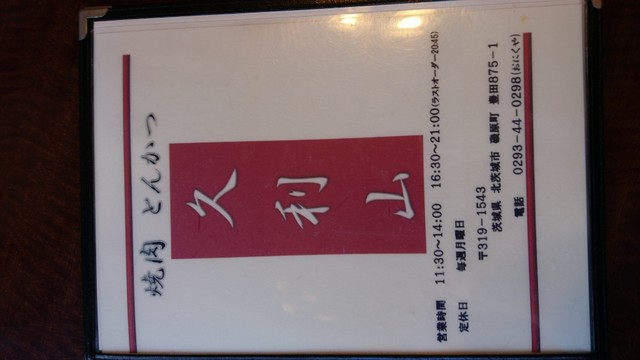 焼肉 とんかつ
久利山
営業時間 11:30～14:00 16:30～21:00(ラストオーダー20:45)
定休日 毎週月曜日
〒319-1543
茨城県 北茨城市 磯原町 豊田875-1
電話 0293-44-0298(おにくや)